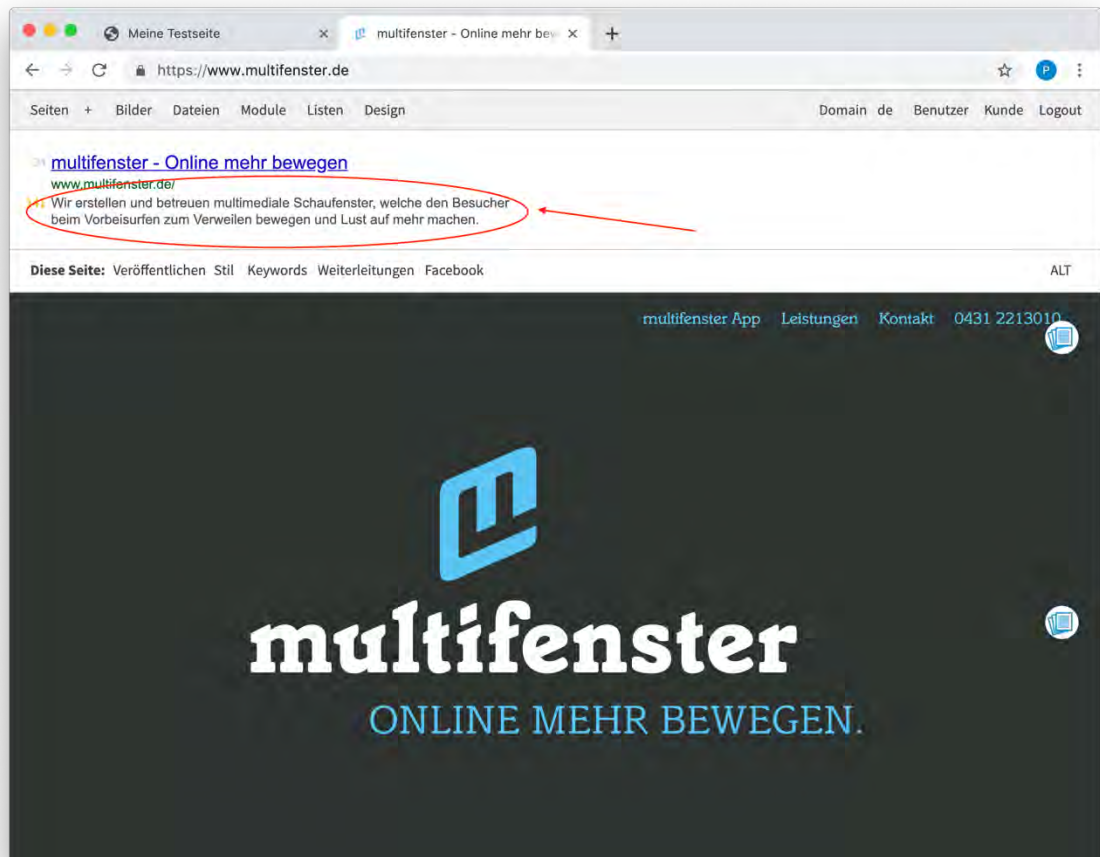 Meine Testseite
multifenster - Online mehr bew
https://www.multifenster.de
P
Seiten + Bilder Dateien Module Listen Design Domain de Benutzer Kunde Logout
multifenster - Online mehr bewegen
www.multifenster.de/
Wir erstellen und betreuen multimediale Schaufenster, welche den Besucher
beim Vorbeisurfen zum Verweilen bewegen und Lust auf mehr machen.
Diese Seite: Veröffentlichen Stil Keywords Weiterleitungen Facebook ALT
multifenster App Leistungen Kontakt 0431 2213010
multifenster
ONLINE MEHR BEWEGEN.